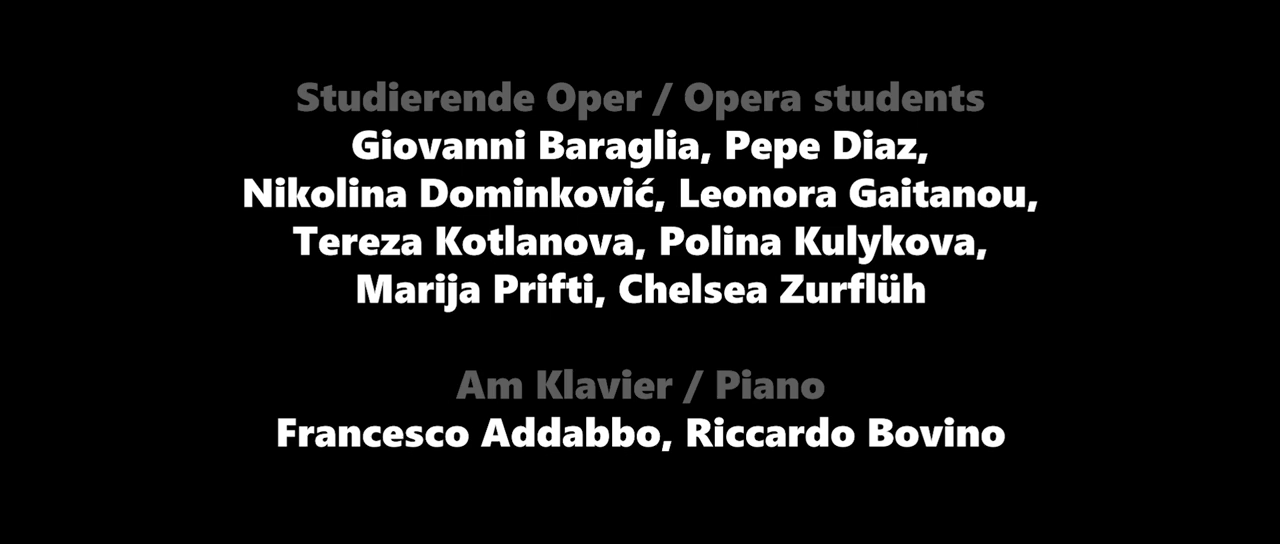 Studierende Oper / Opera students
Giovanni Baraglia, Pepe Diaz,
Nikolina Dominković, Leonora Gaitanou,
Tereza Kotlanova, Polina Kulykova,
Marija Prifti, Chelsea Zurflüh
Am Klavier / Piano
Francesco Addabbo, Riccardo Bovino